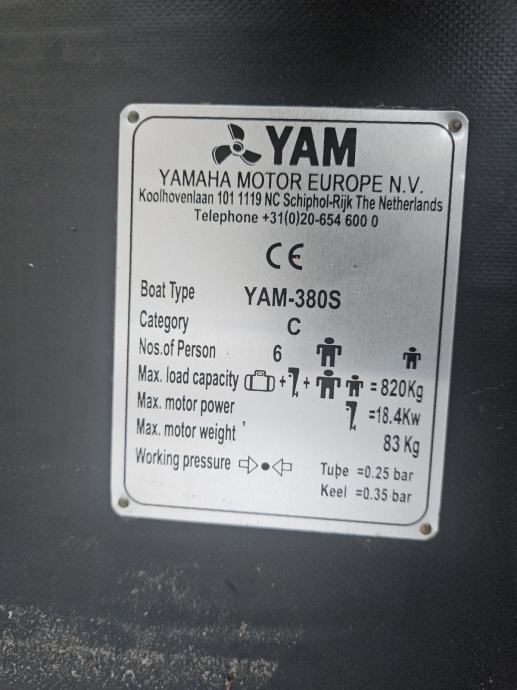 YAM
YAMAHA MOTOR EUROPE N.V.
Koolhovenlaan 101 1119 NC Schiphol-Rijk The Netherlands
Telephone +31(0)20-654 600 0
CE
Boat Type YAM-380S
Category C
Nos.of Person 6
Max. load capacity + + =820Kg
Max. motor power =18.4Kw
Max. motor weight 83 Kg
Working pressure Tube =0.25 bar
Keel =0.35 bar